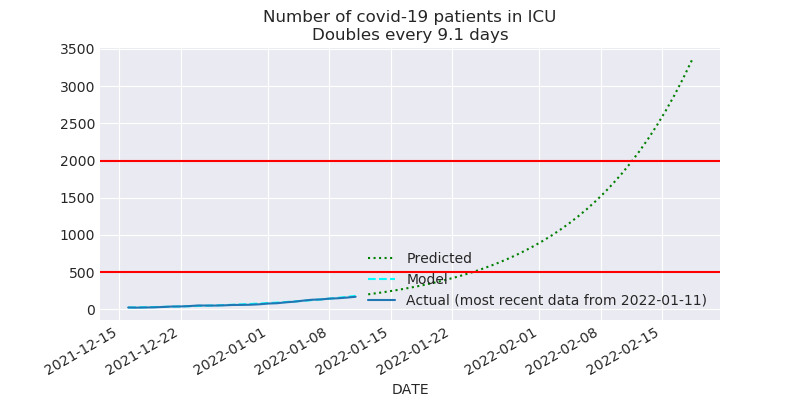 Number of covid-19 patients in ICU
Doubles every 9.1 days
3500
3000
2500
2000
1500
1000
500
0
Predicted
Model
Actual (most recent data from 2022-01-11)
2021-12-15
2021-12-22
2022-01-01
2022-01-08
2022-01-15
2022-01-22
2022-02-01
2022-02-08
2022-02-15
DATE